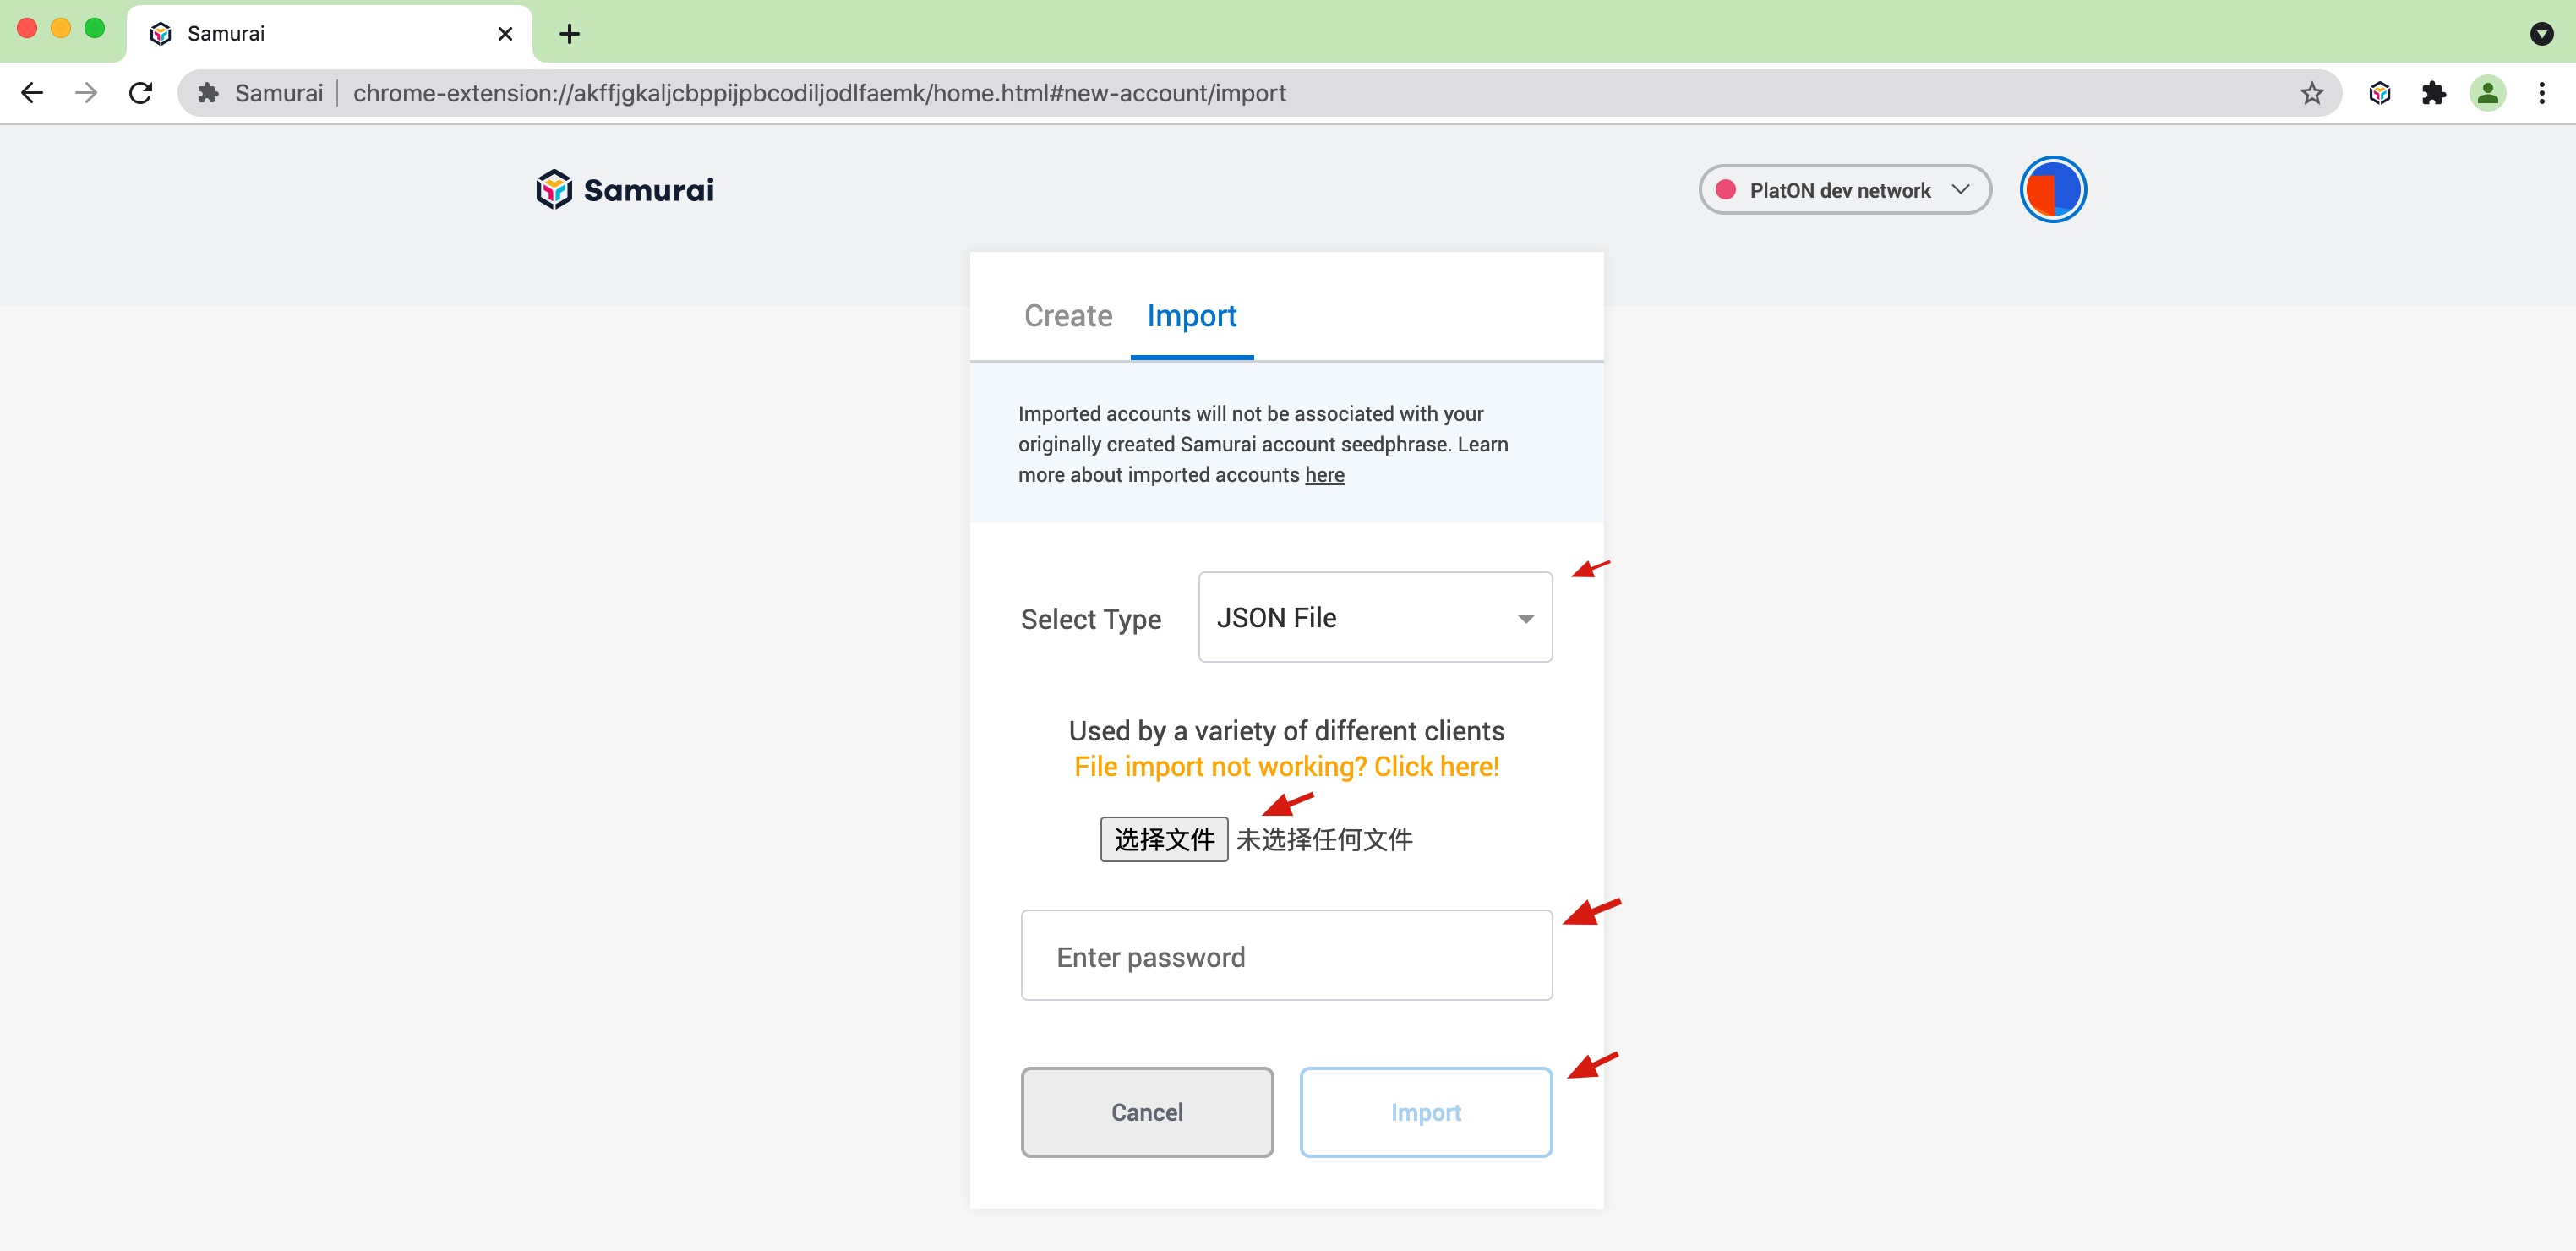 Samurai
Samurai
chrome-extension://akffjgkaljcbppijpbcodiljodlfaemk/home.html#new-account/import
Samurai
PlatON dev network
Create
Import
Imported accounts will not be associated with your
originally created Samurai account seedphrase. Learn
more about imported accounts here
Select Type
JSON File
Used by a variety of different clients
File import not working? Click here!
选择文件 未选择任何文件
Enter password
Cancel
Import